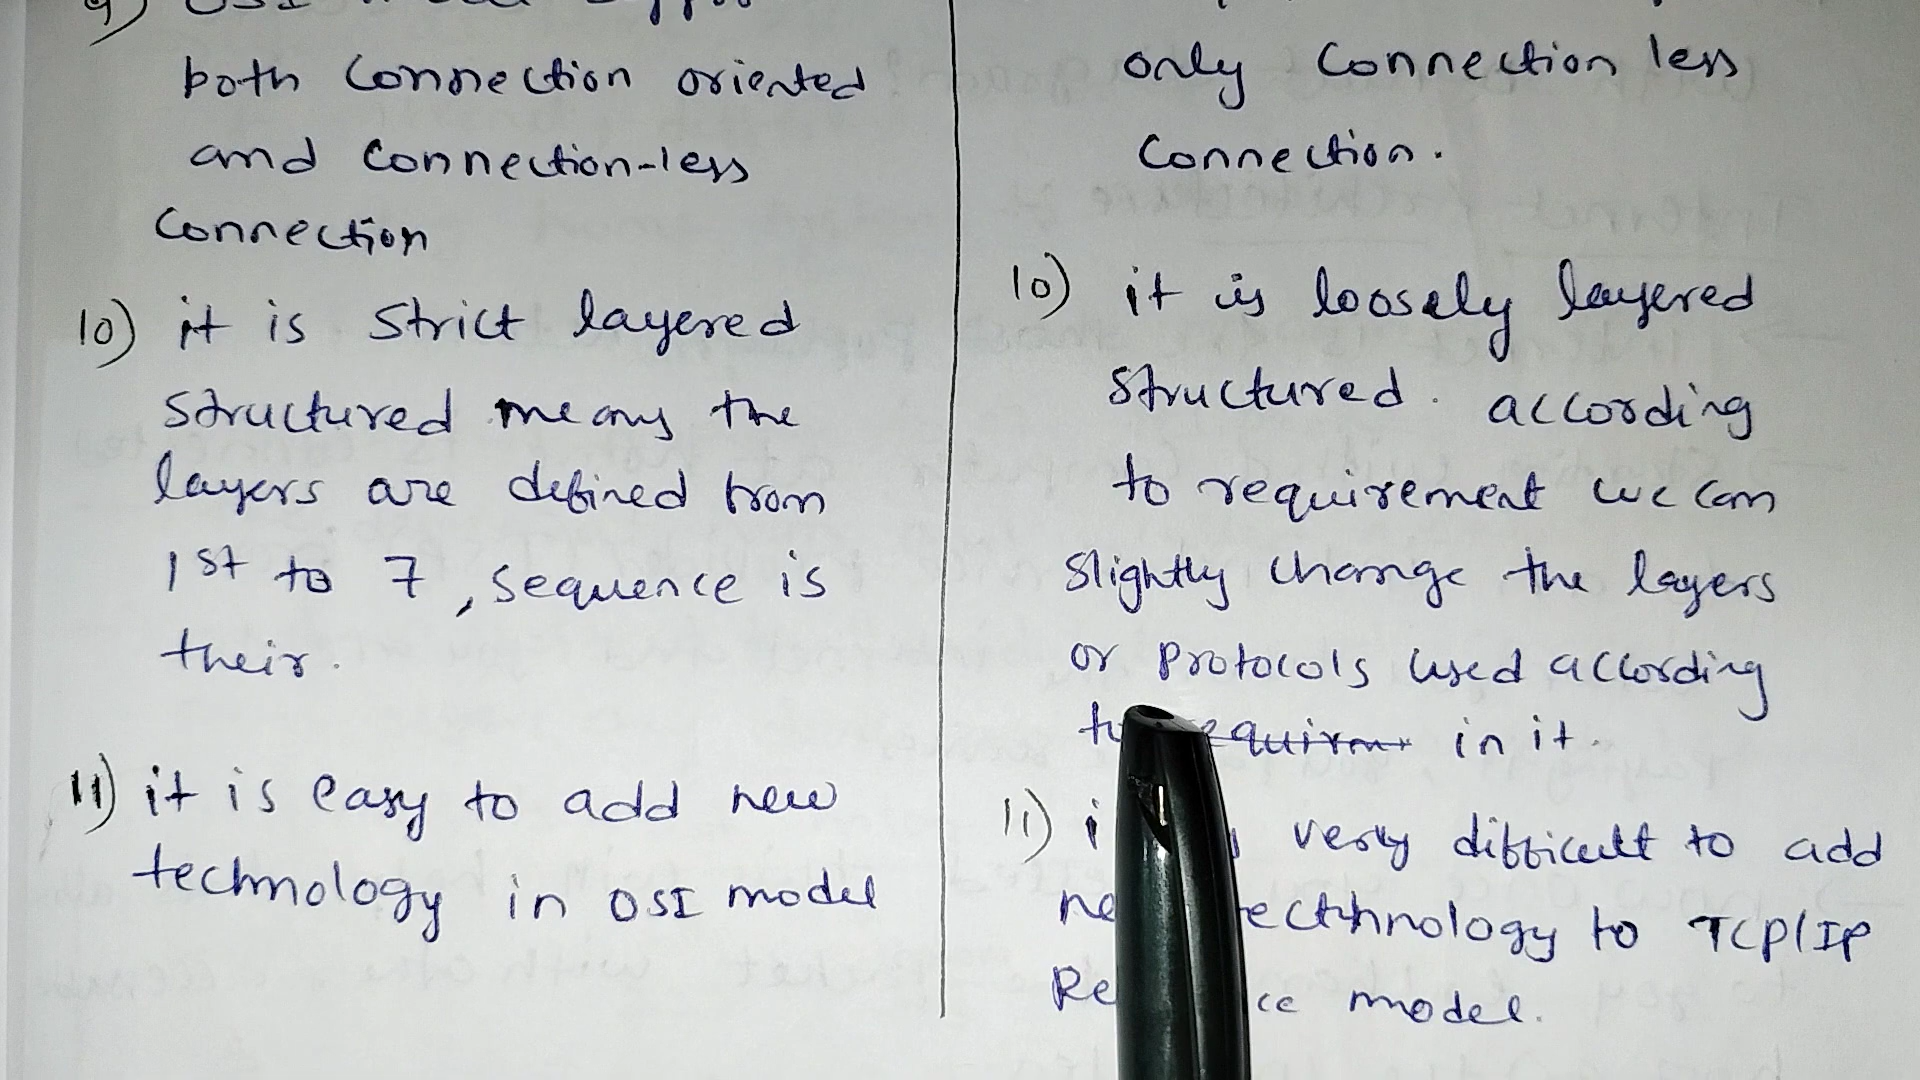 9) OSI
both connection oriented
and connection-less
connection
10) it is strict layered
structured means the
layers are defined from
1st to 7, sequence is
their.
11) it is easy to add new
technology in OSI model
only connection less
connection.
10) it is loosely layered
structured. according
to requirement we can
slightly change the layers
or protocols used according
in it.
11) very difficult to add
technology to TCP/IP
model.